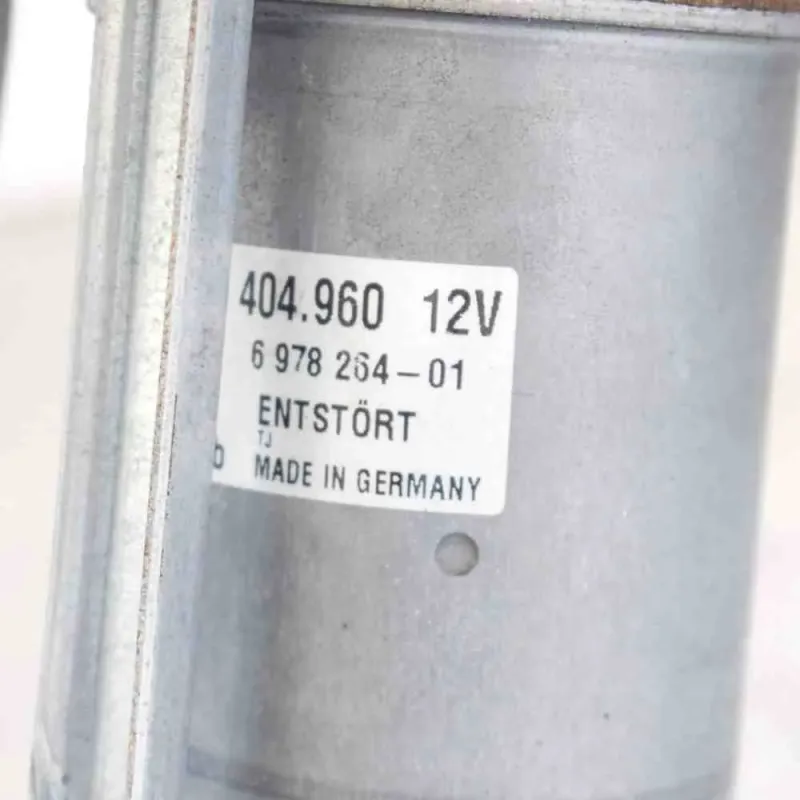 404.960 12V
6 978 264-01
ENTSTÖRT
TJ
MADE IN GERMANY